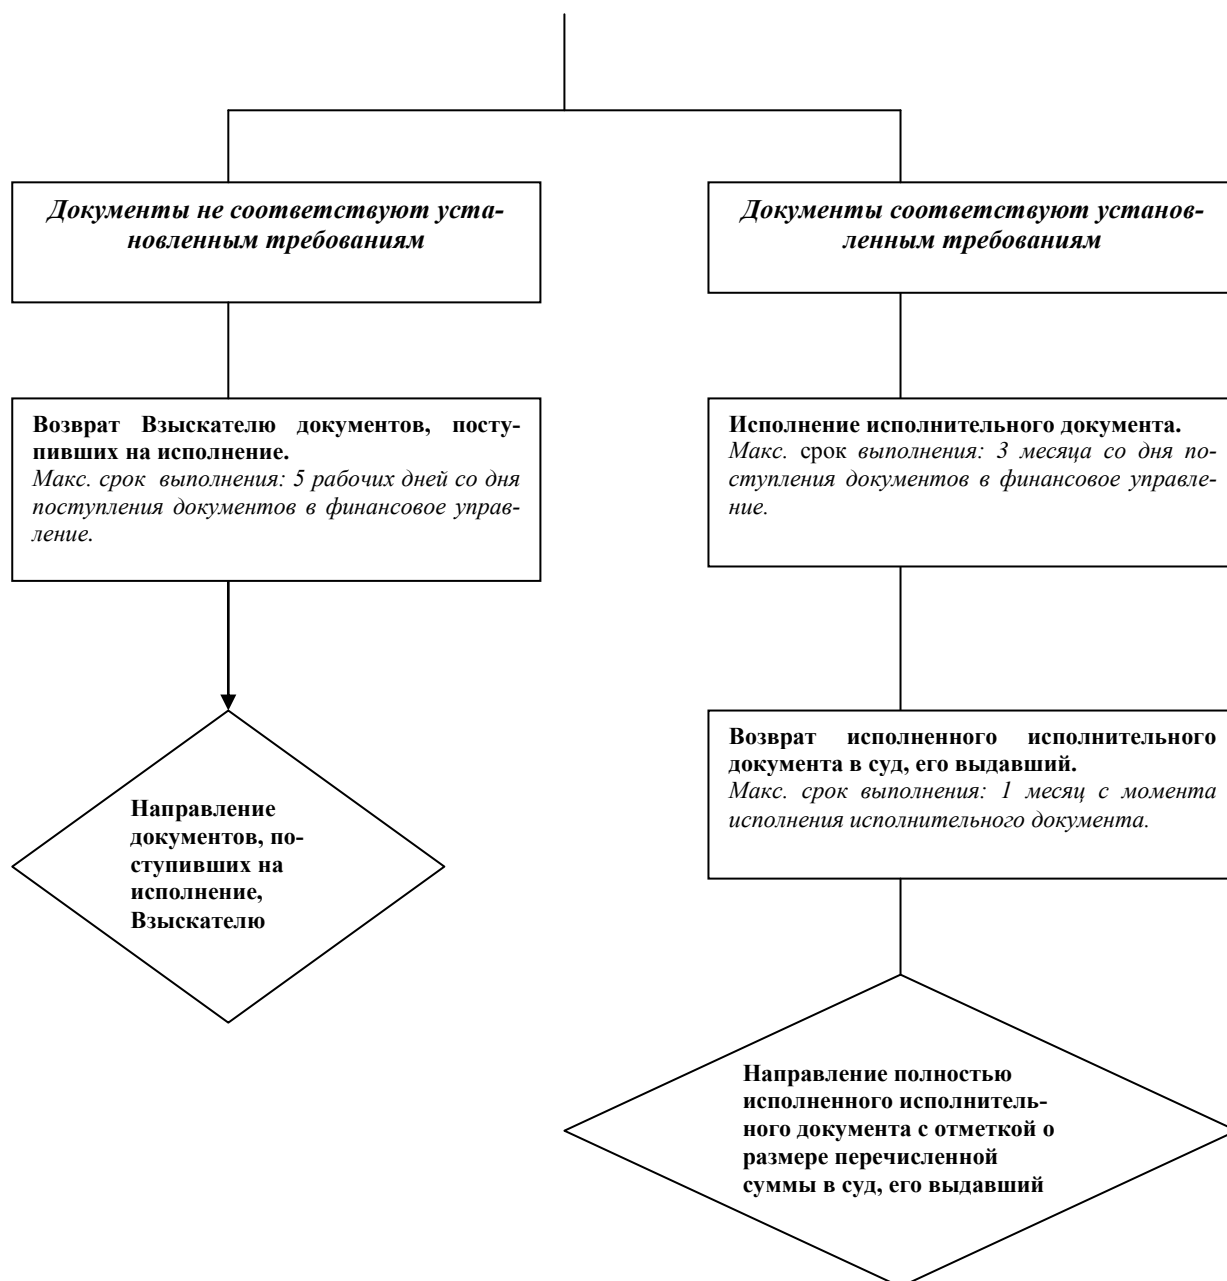 Документы не соответствуют уста-
новленным требованиям
Документы соответствуют установ-
ленным требованиям
Возврат Взыскателю документов, посту-
пивших на исполнение.
Макс. срок выполнения: 5 рабочих дней со дня
поступления документов в финансовое управ-
ление.
Исполнение исполнительного документа.
Макс. срок выполнения: 3 месяца со дня по-
ступления документов в финансовое управле-
ние.
Возврат исполненного исполнительного
документа в суд, его выдавший.
Макс. срок выполнения: 1 месяц с момента
исполнения исполнительного документа.
Направление
документов, по-
ступивших на
исполнение,
Взыскателю
Направление полностью
исполненного исполнитель-
ного документа с отметкой о
размере перечисленной
суммы в суд, его выдавший